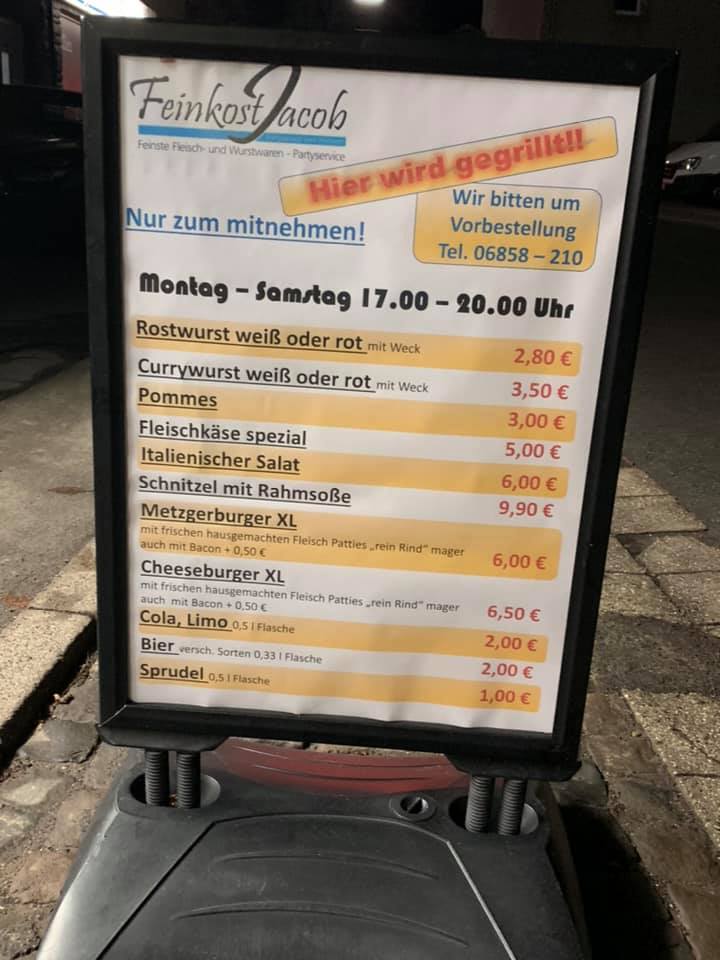 Feinkost Jacob
Feinste Fleisch- und Wurstwaren - Partyservice
Hier wird gegrillt!!
Nur zum mitnehmen!
Wir bitten um
Vorbestellung
Tel. 06858 – 210
Montag – Samstag 17.00 – 20.00 Uhr
Rostwurst weiß oder rot mit Weck 2,80 €
Currywurst weiß oder rot mit Weck 3,50 €
Pommes 3,00 €
Fleischkäse spezial 5,00 €
Italienischer Salat 6,00 €
Schnitzel mit Rahmsoße 9,90 €
Metzgerburger XL
mit frischen hausgemachten Fleisch Patties „rein Rind" mager
auch mit Bacon + 0,50 € 6,00 €
Cheeseburger XL
mit frischen hausgemachten Fleisch Patties „rein Rind" mager
auch mit Bacon + 0,50 € 6,50 €
Cola, Limo 0,5 l Flasche 2,00 €
Bier versch. Sorten 0,33 l Flasche 2,00 €
Sprudel 0,5 l Flasche 1,00 €